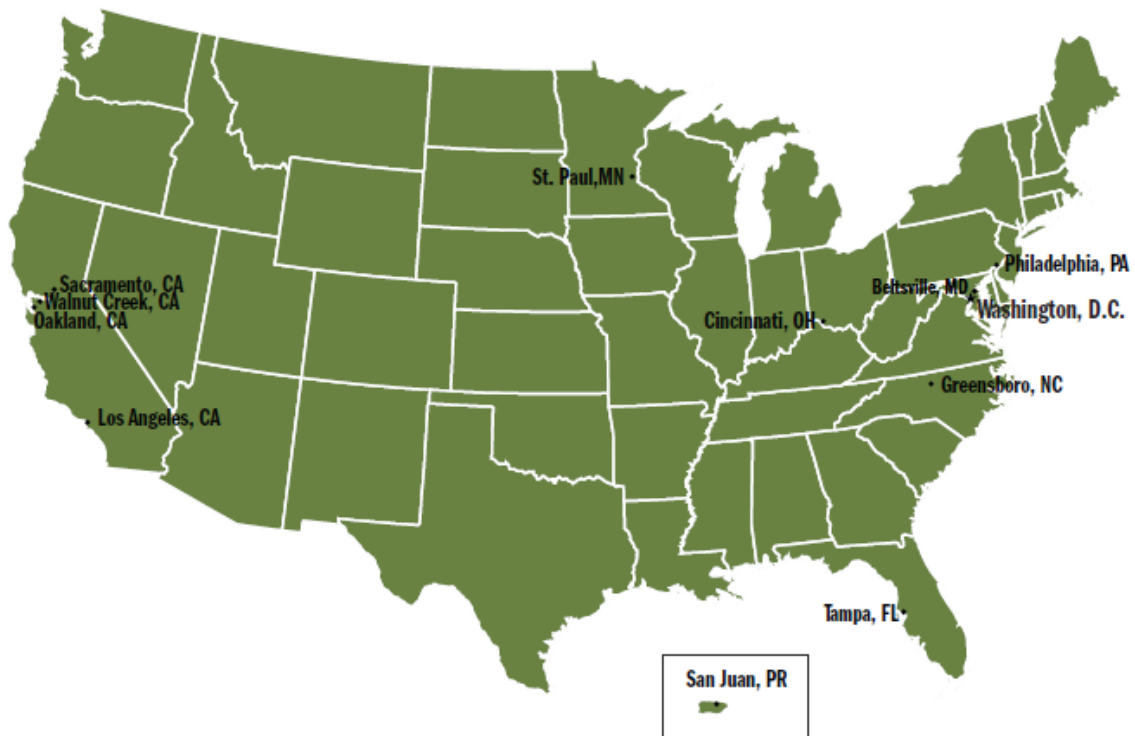 St. Paul,MN
Philadelphia, PA
Sacramento, CA
Beltsville, MD
Walnut Creek, CA
Washington, D.C.
Oakland, CA
Cincinnati, OH
Greensboro, NC
Los Angeles, CA
Tampa, FL
San Juan, PR